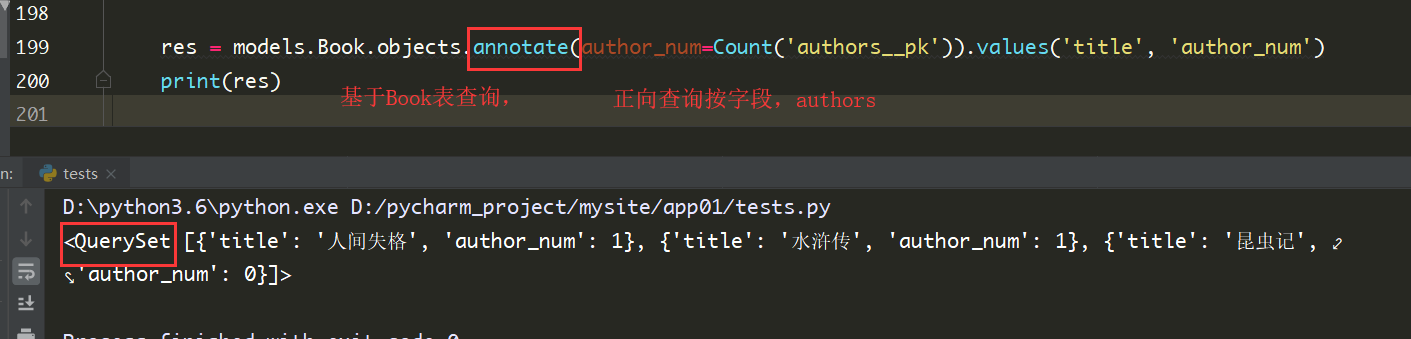 198
199 res = models.Book.objects.annotate(author_num=Count('authors__pk')).values('title', 'author_num')
200 print(res)
基于Book表查询， 正向查询按字段，authors
201
n: tests ×
D:\python3.6\python.exe D:/pycharm_project/mysite/app01/tests.py
<QuerySet [{'title': '人间失格', 'author_num': 1}, {'title': '水浒传', 'author_num': 1}, {'title': '昆虫记',
'author_num': 0}]>
Process finished with exit code 0